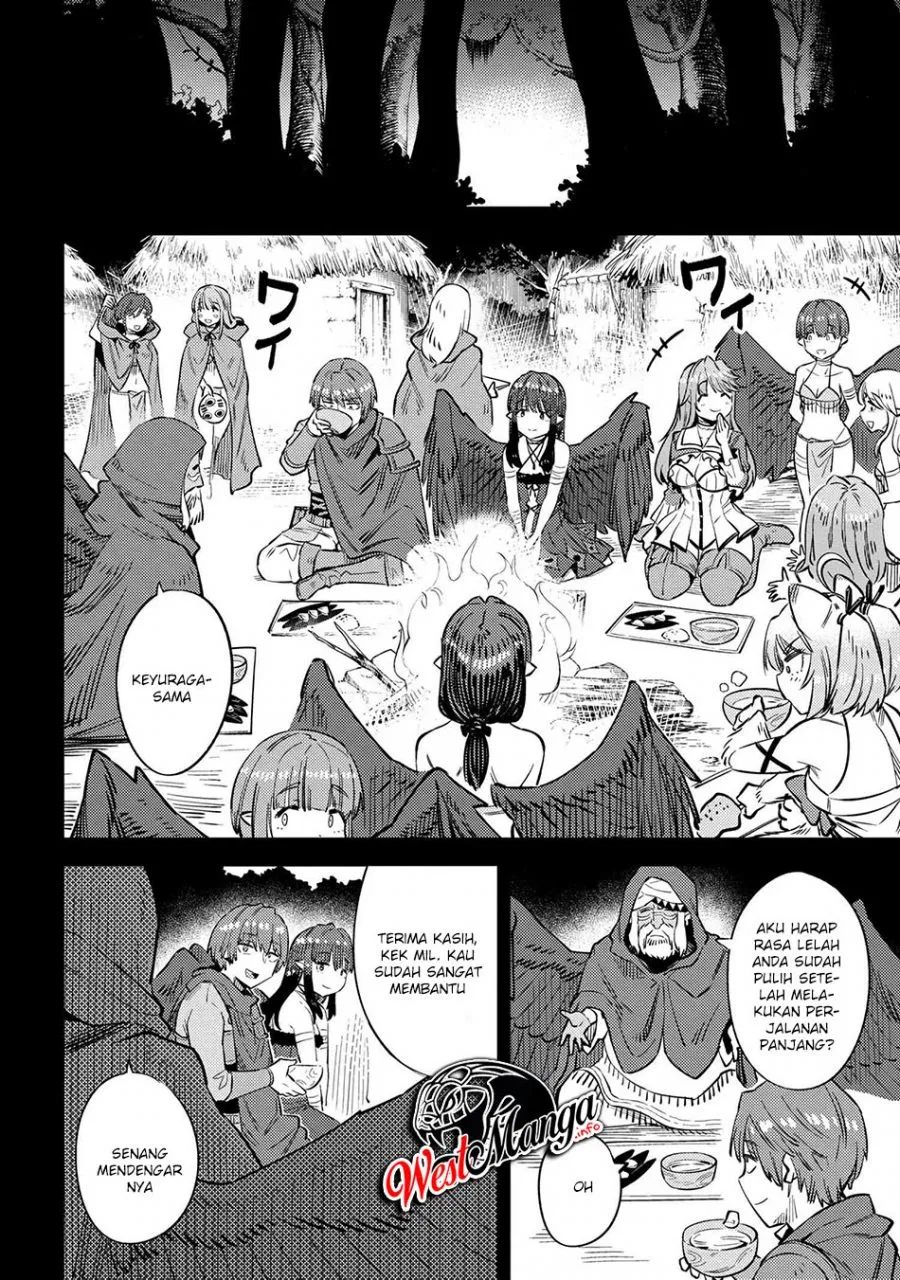 ワイ
ワイ
KEYURAGA-
SAMA
AKU HARAP
RASA LELAH
ANDA SUDAH
PULIH SETE-
LAH MELA-
KUKAN PER-
JALANAN
PANJANG?
OH
TERIMA KASIH,
KEK MIL. KAU
SUDAH SANGAT
MEMBANTU
SENANG
MENDENGAR
NYA
WestManga
.info